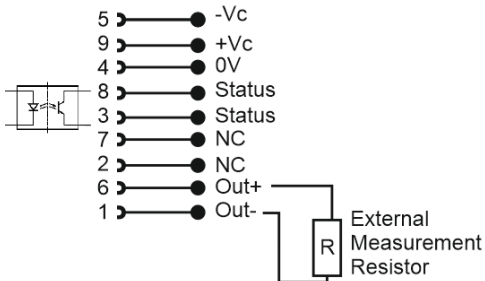 5 -Vc
9 +Vc
4 0V
8 Status
3 Status
7 NC
2 NC
6 Out+
1 Out-
R
External
Measurement
Resistor